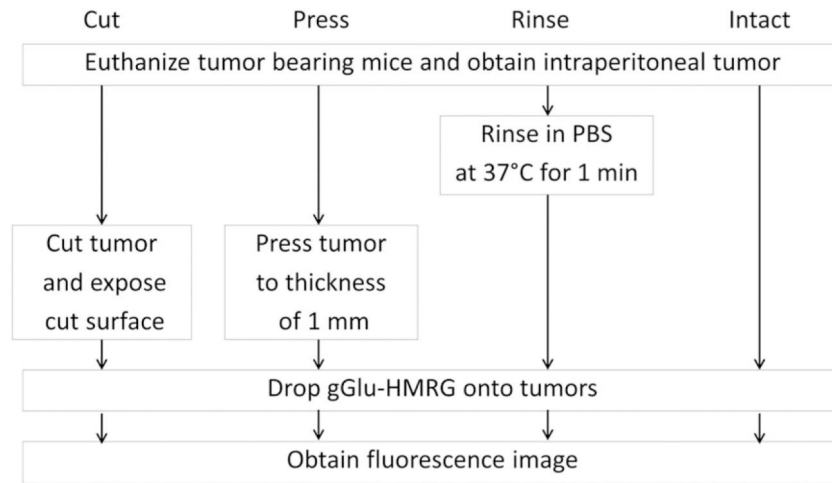 Cut Press Rinse Intact
Euthanize tumor bearing mice and obtain intraperitoneal tumor
Rinse in PBS
at 37°C for 1 min
Cut tumor
and expose
cut surface
Press tumor
to thickness
of 1 mm
Drop gGlu-HMRG onto tumors
Obtain fluorescence image